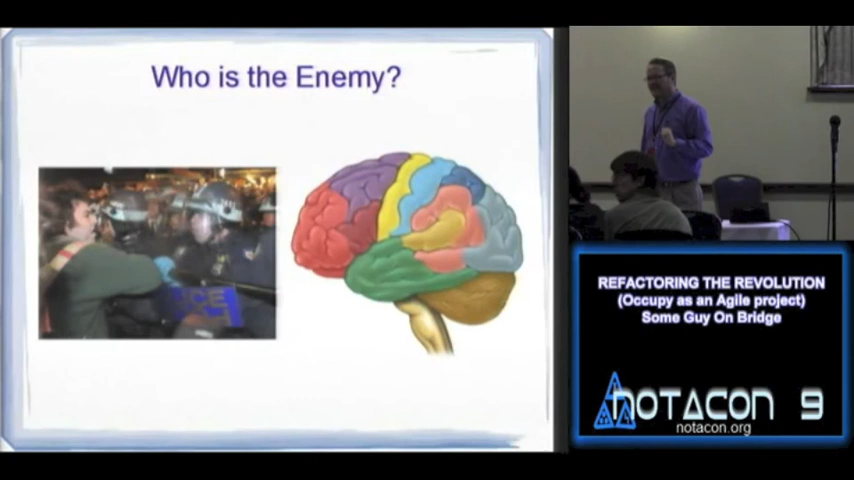 Who is the Enemy?
REFACTORING THE REVOLUTION
(Occupy as an Agile project)
Some Guy On Bridge
NOTACON 9
notacon.org